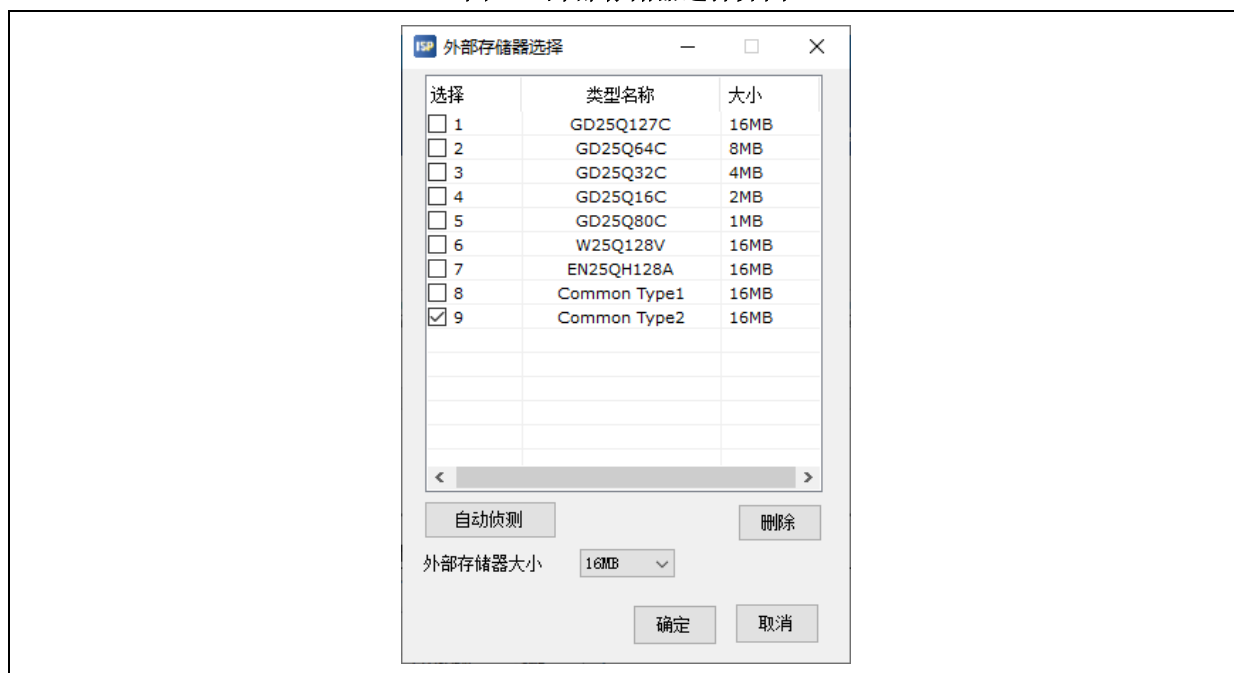 ISP 外部存储器选择
选择 类型名称 大小
1 GD25Q127C 16MB
2 GD25Q64C 8MB
3 GD25Q32C 4MB
4 GD25Q16C 2MB
5 GD25Q80C 1MB
6 W25Q128V 16MB
7 EN25QH128A 16MB
8 Common Type1 16MB
9 Common Type2 16MB
自动侦测 删除
外部存储器大小 16MB
确定 取消